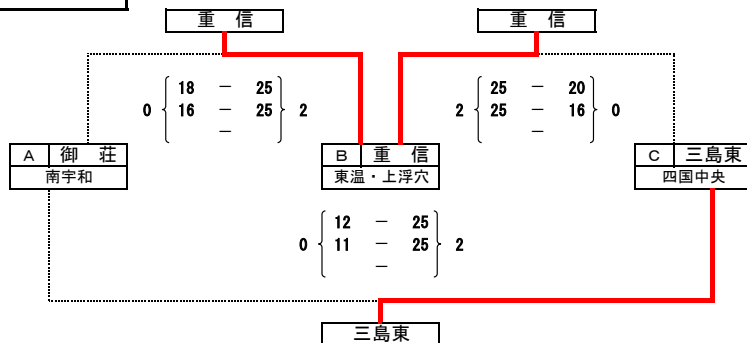 重 信
重 信
18 － 25
0 16 － 25 2
－
25 － 20
2 25 － 16 0
－
A 御 荘
南宇和
B 重 信
東温・上浮穴
C 三島東
四国中央
12 － 25
0 11 － 25 2
－
三島東